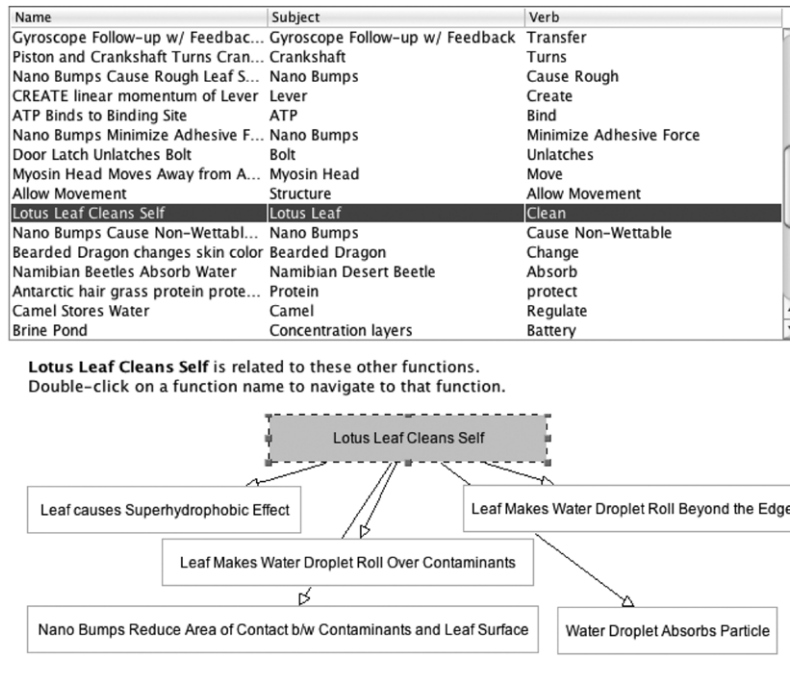 Name Subject Verb
Gyroscope Follow-up w/ Feedbac... Gyroscope Follow-up w/ Feedback Transfer
Piston and Crankshaft Turns Cran... Crankshaft Turns
Nano Bumps Cause Rough Leaf S... Nano Bumps Cause Rough
CREATE linear momentum of Lever Lever Create
ATP Binds to Binding Site ATP Bind
Nano Bumps Minimize Adhesive F... Nano Bumps Minimize Adhesive Force
Door Latch Unlatches Bolt Bolt Unlatches
Myosin Head Moves Away from A... Myosin Head Move
Allow Movement Structure Allow Movement
Lotus Leaf Cleans Self Lotus Leaf Clean
Nano Bumps Cause Non-Wettabl... Nano Bumps Cause Non-Wettable
Bearded Dragon changes skin color Bearded Dragon Change
Namibian Beetles Absorb Water Namibian Desert Beetle Absorb
Antarctic hair grass protein prote... Protein protect
Camel Stores Water Camel Regulate
Brine Pond Concentration layers Battery
Lotus Leaf Cleans Self is related to these other functions.
Double-click on a function name to navigate to that function.
Lotus Leaf Cleans Self
Leaf causes Superhydrophobic Effect
Leaf Makes Water Droplet Roll Beyond the Edge
Leaf Makes Water Droplet Roll Over Contaminants
Nano Bumps Reduce Area of Contact b/w Contaminants and Leaf Surface
Water Droplet Absorbs Particle